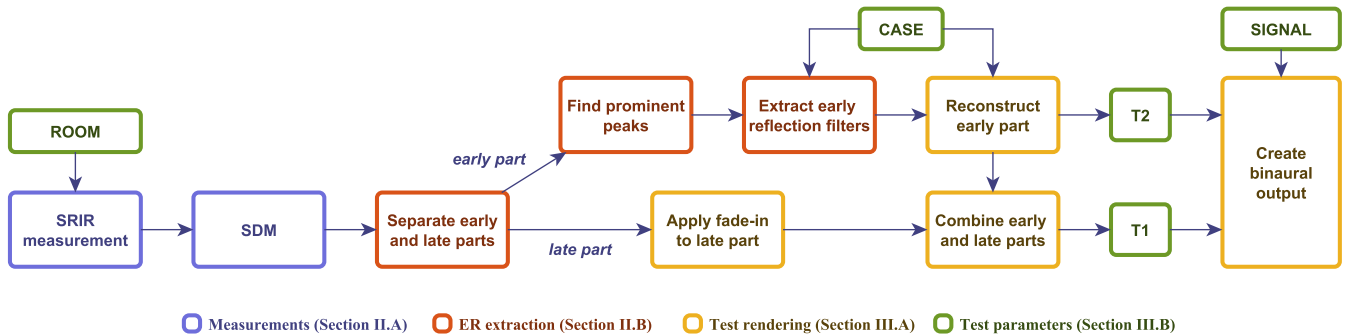 CASE
SIGNAL
Find prominent
peaks
Extract early
reflection filters
Reconstruct
early part
T2
ROOM
early part
Create
binaural
output
SRIR
measurement
SDM
Separate early
and late parts
late part
Apply fade-in
to late part
Combine early
and late parts
T1
Measurements (Section II.A)
ER extraction (Section II.B)
Test rendering (Section III.A)
Test parameters (Section III.B)